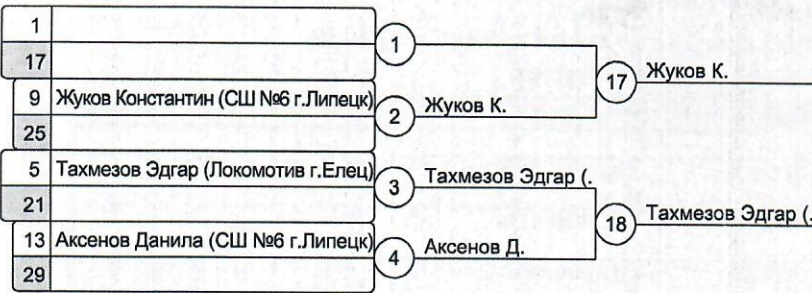 1
17
1
9 Жуков Константин (СШ №6 г.Липецк)
25
2
Жуков К.
17
Жуков К.
5 Тахмезов Эдгар (Локомотив г.Елец)
21
3
Тахмезов Эдгар (.
13 Аксенов Данила (СШ №6 г.Липецк)
29
4
Аксенов Д.
18
Тахмезов Эдгар (.